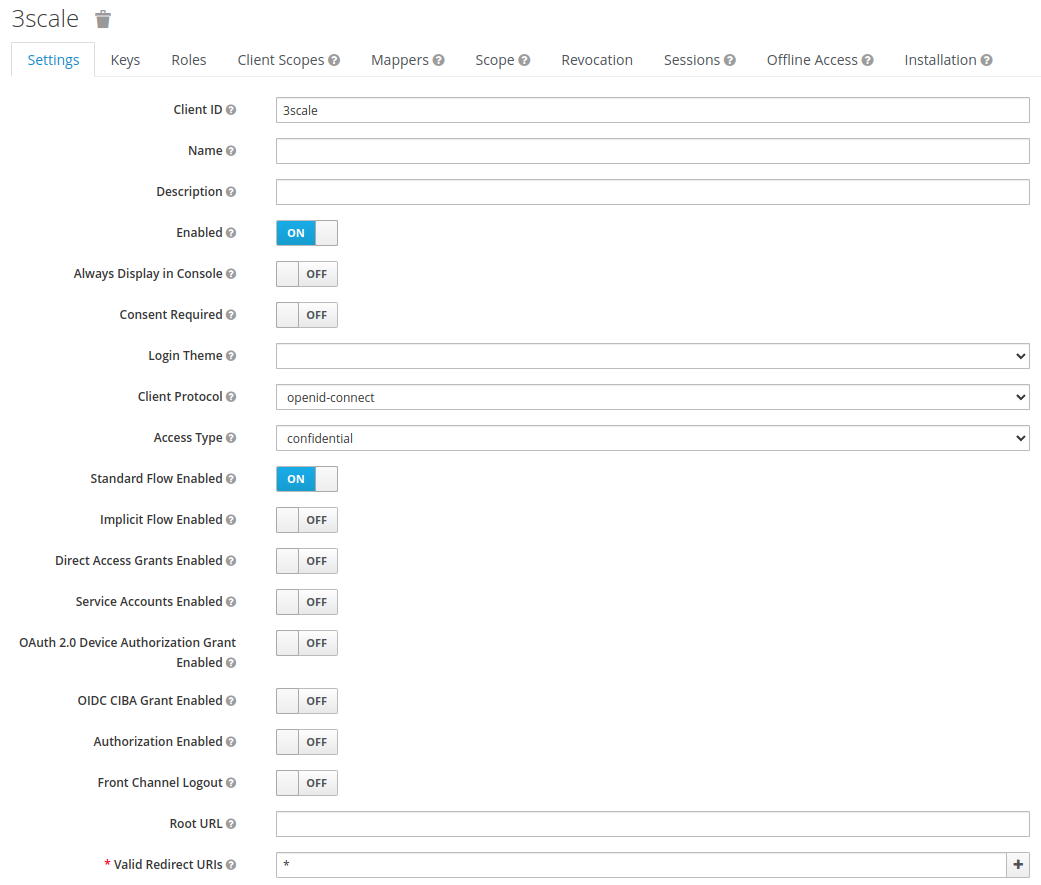 3scale
Settings Keys Roles Client Scopes Mappers Scope Revocation Sessions Offline Access Installation
Client ID 3scale
Name
Description
Enabled ON
Always Display in Console OFF
Consent Required OFF
Login Theme
Client Protocol openid-connect
Access Type confidential
Standard Flow Enabled ON
Implicit Flow Enabled OFF
Direct Access Grants Enabled OFF
Service Accounts Enabled OFF
OAuth 2.0 Device Authorization Grant OFF
Enabled
OIDC CIBA Grant Enabled OFF
Authorization Enabled OFF
Front Channel Logout OFF
Root URL
* Valid Redirect URIs *